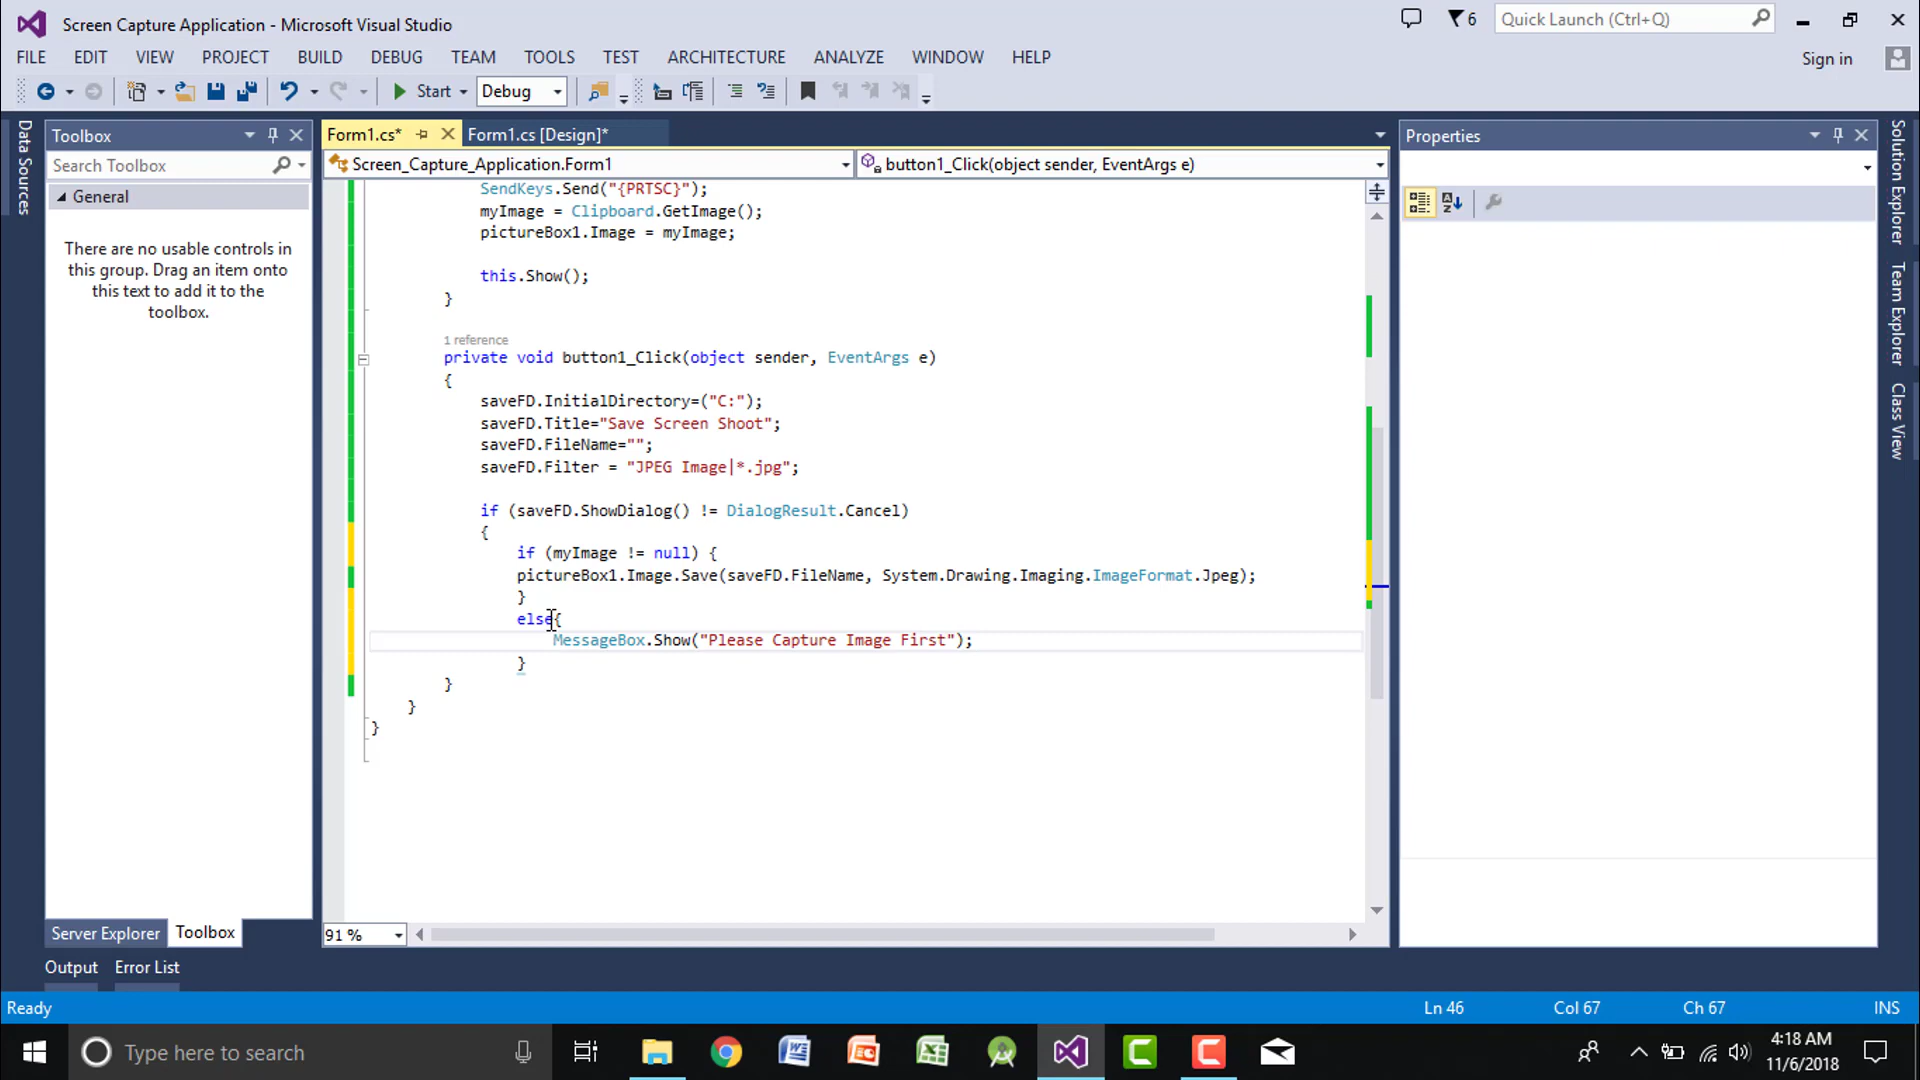 Screen Capture Application - Microsoft Visual Studio
6
Quick Launch (Ctrl+Q)
FILE EDIT VIEW PROJECT BUILD DEBUG TEAM TOOLS TEST ARCHITECTURE ANALYZE WINDOW HELP
Sign in
Start Debug
Data Sources
Toolbox
Search Toolbox
General
There are no usable controls in
this group. Drag an item onto
this text to add it to the
toolbox.
Server Explorer Toolbox
Form1.cs* Form1.cs [Design]*
Screen_Capture_Application.Form1 button1_Click(object sender, EventArgs e)
SendKeys.Send("{PRTSC}");
myImage = Clipboard.GetImage();
pictureBox1.Image = myImage;
this.Show();
}
1 reference
private void button1_Click(object sender, EventArgs e)
{
saveFD.InitialDirectory=("C:");
saveFD.Title="Save Screen Shoot";
saveFD.FileName="";
saveFD.Filter = "JPEG Image|*.jpg";
if (saveFD.ShowDialog() != DialogResult.Cancel)
{
if (myImage != null) {
pictureBox1.Image.Save(saveFD.FileName, System.Drawing.Imaging.ImageFormat.Jpeg);
}
else{
MessageBox.Show("Please Capture Image First");
}
}
}
}
91 %
Properties
Solution Explorer
Team Explorer
Class View
Output Error List
Ready Ln 46 Col 67 Ch 67 INS
Type here to search
4:18 AM
11/6/2018